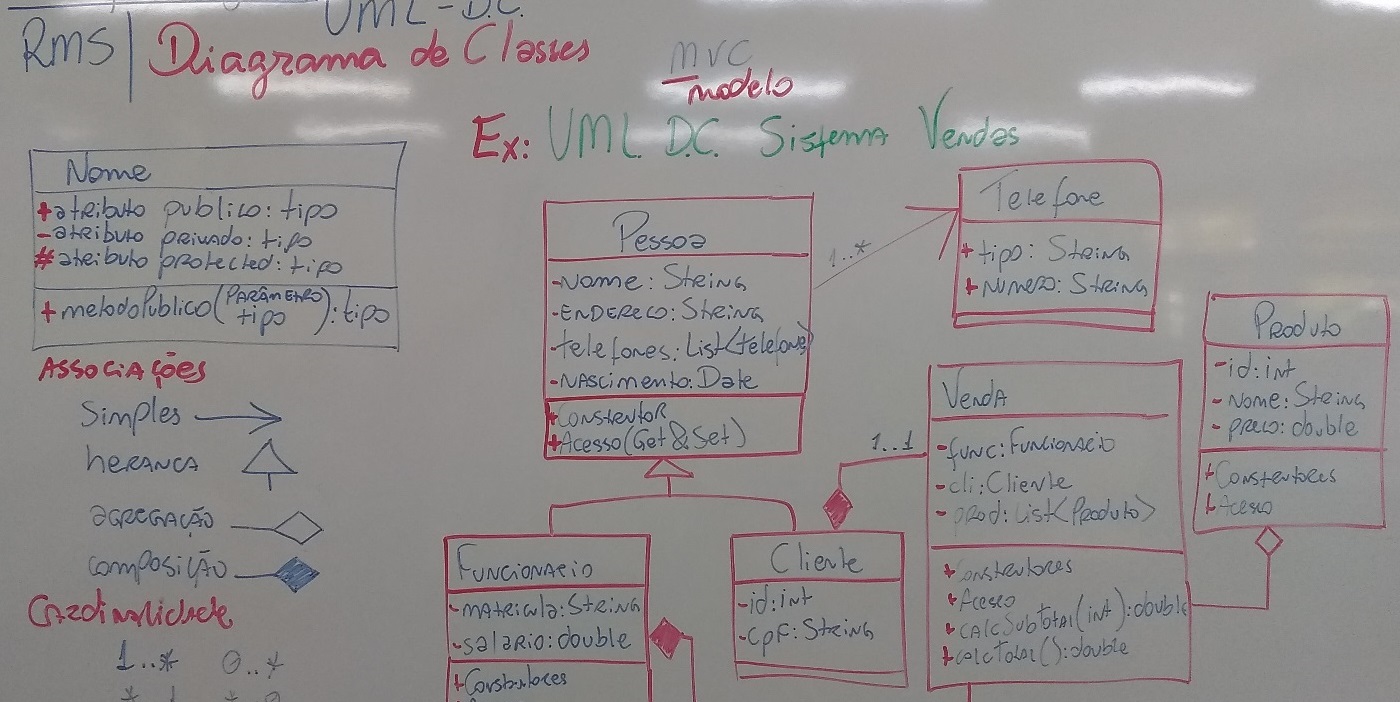 UML-D.C.
RMS
Diagrama de Classes
MVC
modelo
Ex: UML D.C. Sistema Vendas
Nome
+atributo publico: tipo
-atributo privado: tipo
#atributo protected: tipo
+metodoPublico(PARÂMETRO tipo): tipo
Associações
Simples
herança
agregação
composição
Cardinalidade
1..* 0..*
Pessoa
-Nome: String
-Endereco: String
-telefones: List<telefone>
-Nascimento: Date
+Construtor
+Acesso(Get & Set)
1..*
Telefone
+tipo: String
+Numero: String
Produto
-id: int
-Nome: String
-preco: double
+Construtores
+Acesso
Venda
-func: Funcionario
-cli: Cliente
-prod: List<Produto>
+Construtores
+Acesso
+calcSubTotal(int): double
+calcTotal(): double
1..1
Funcionario
-matricula: String
-salario: double
+Construtores
Cliente
-id: int
-cpf: String